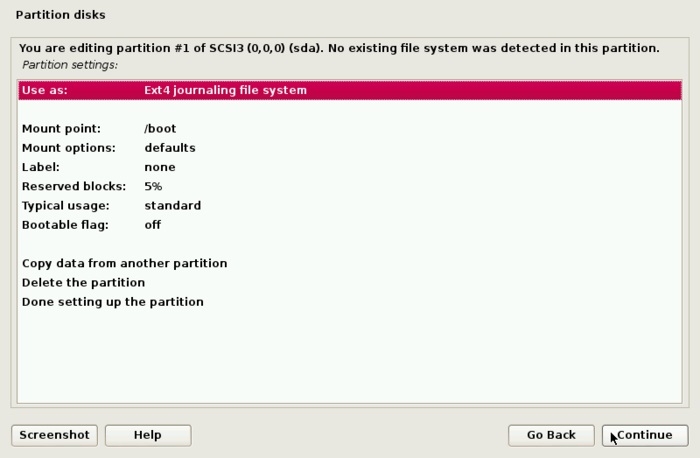 Partition disks
You are editing partition #1 of SCSI3 (0,0,0) (sda). No existing file system was detected in this partition.
Partition settings:
Use as: Ext4 journaling file system
Mount point: /boot
Mount options: defaults
Label: none
Reserved blocks: 5%
Typical usage: standard
Bootable flag: off
Copy data from another partition
Delete the partition
Done setting up the partition
Screenshot Help Go Back Continue